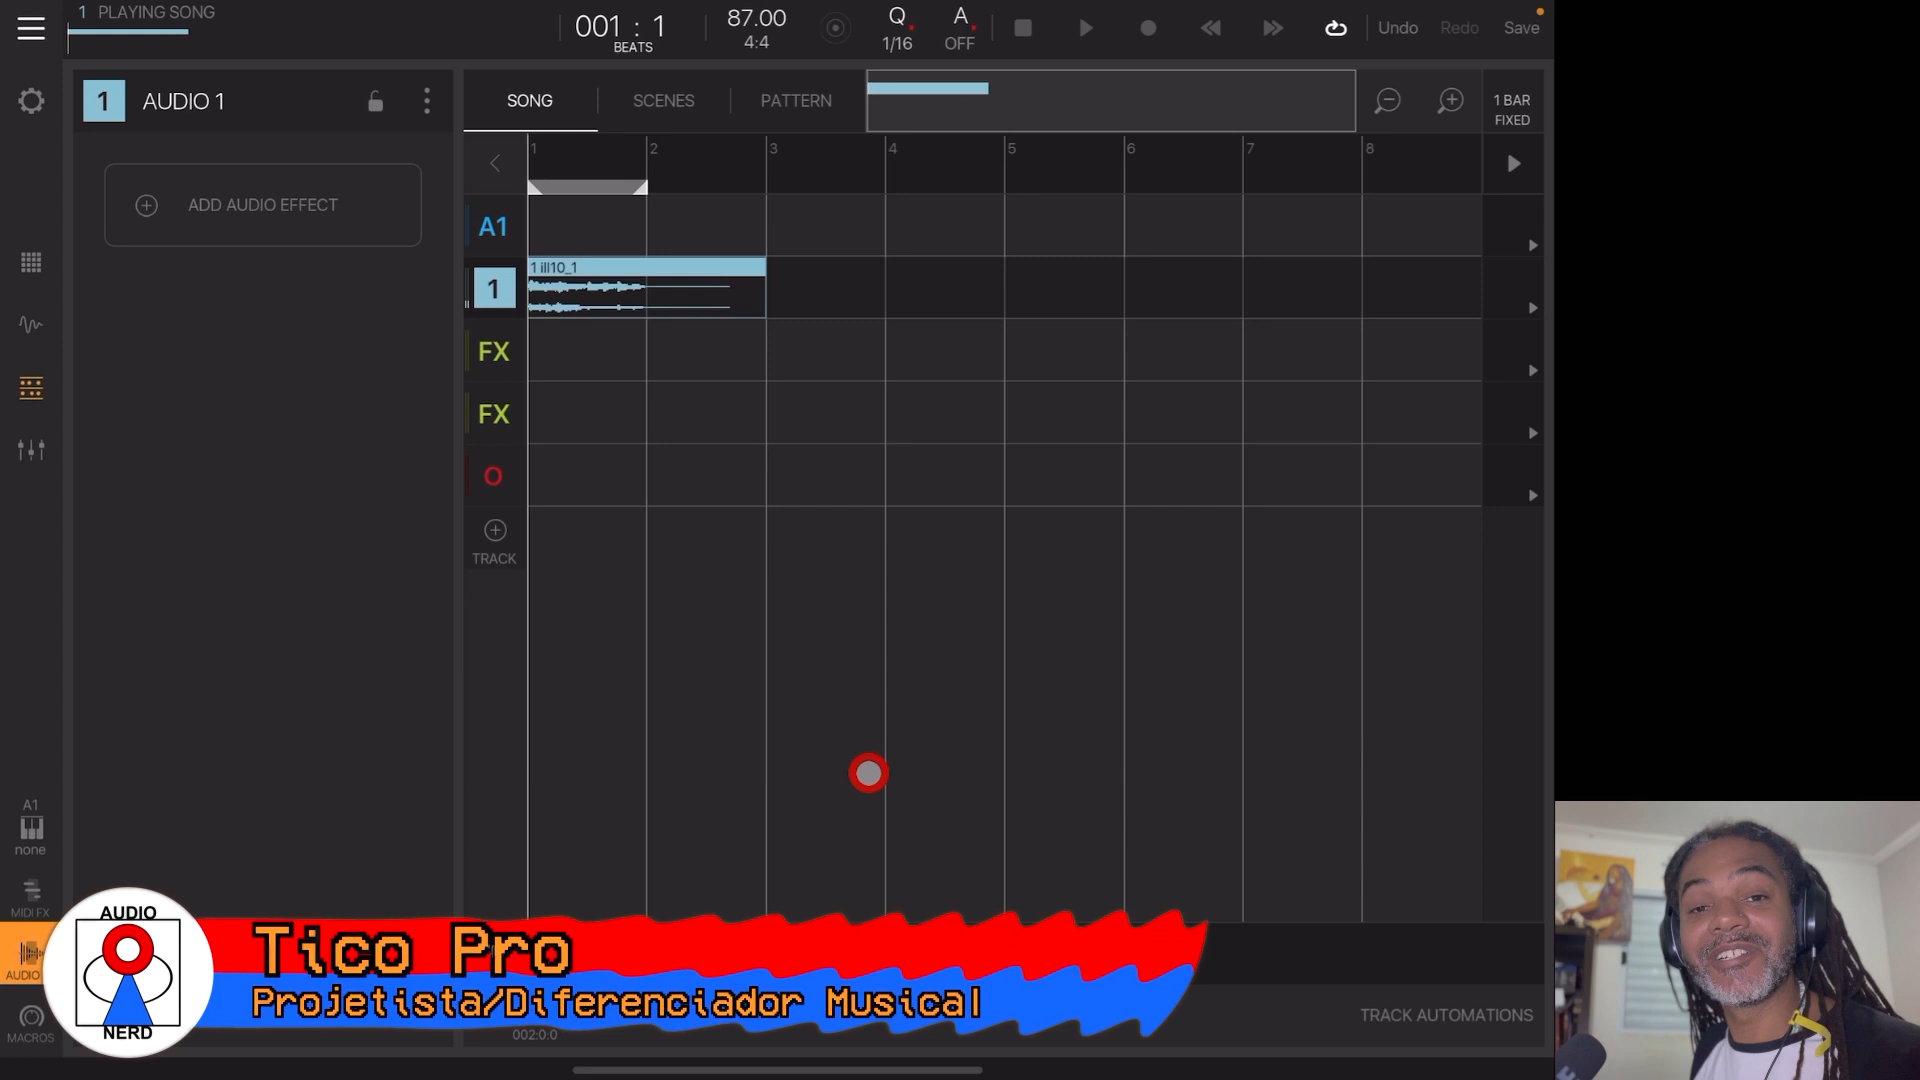 1 PLAYING SONG
001 : 1
BEATS
87.00
4:4
Q
1/16
A
OFF
Undo
Redo
Save
1
AUDIO 1
ADD AUDIO EFFECT
SONG
SCENES
PATTERN
1 BAR
FIXED
1
2
3
4
5
6
7
8
A1
1 ill10_1
1
FX
FX
O
TRACK
A1
none
MIDI FX
AUDIO
MACROS
AUDIO
NERD
Tico Pro
Projetista/Diferenciador Musical
002:0:0
TRACK AUTOMATIONS